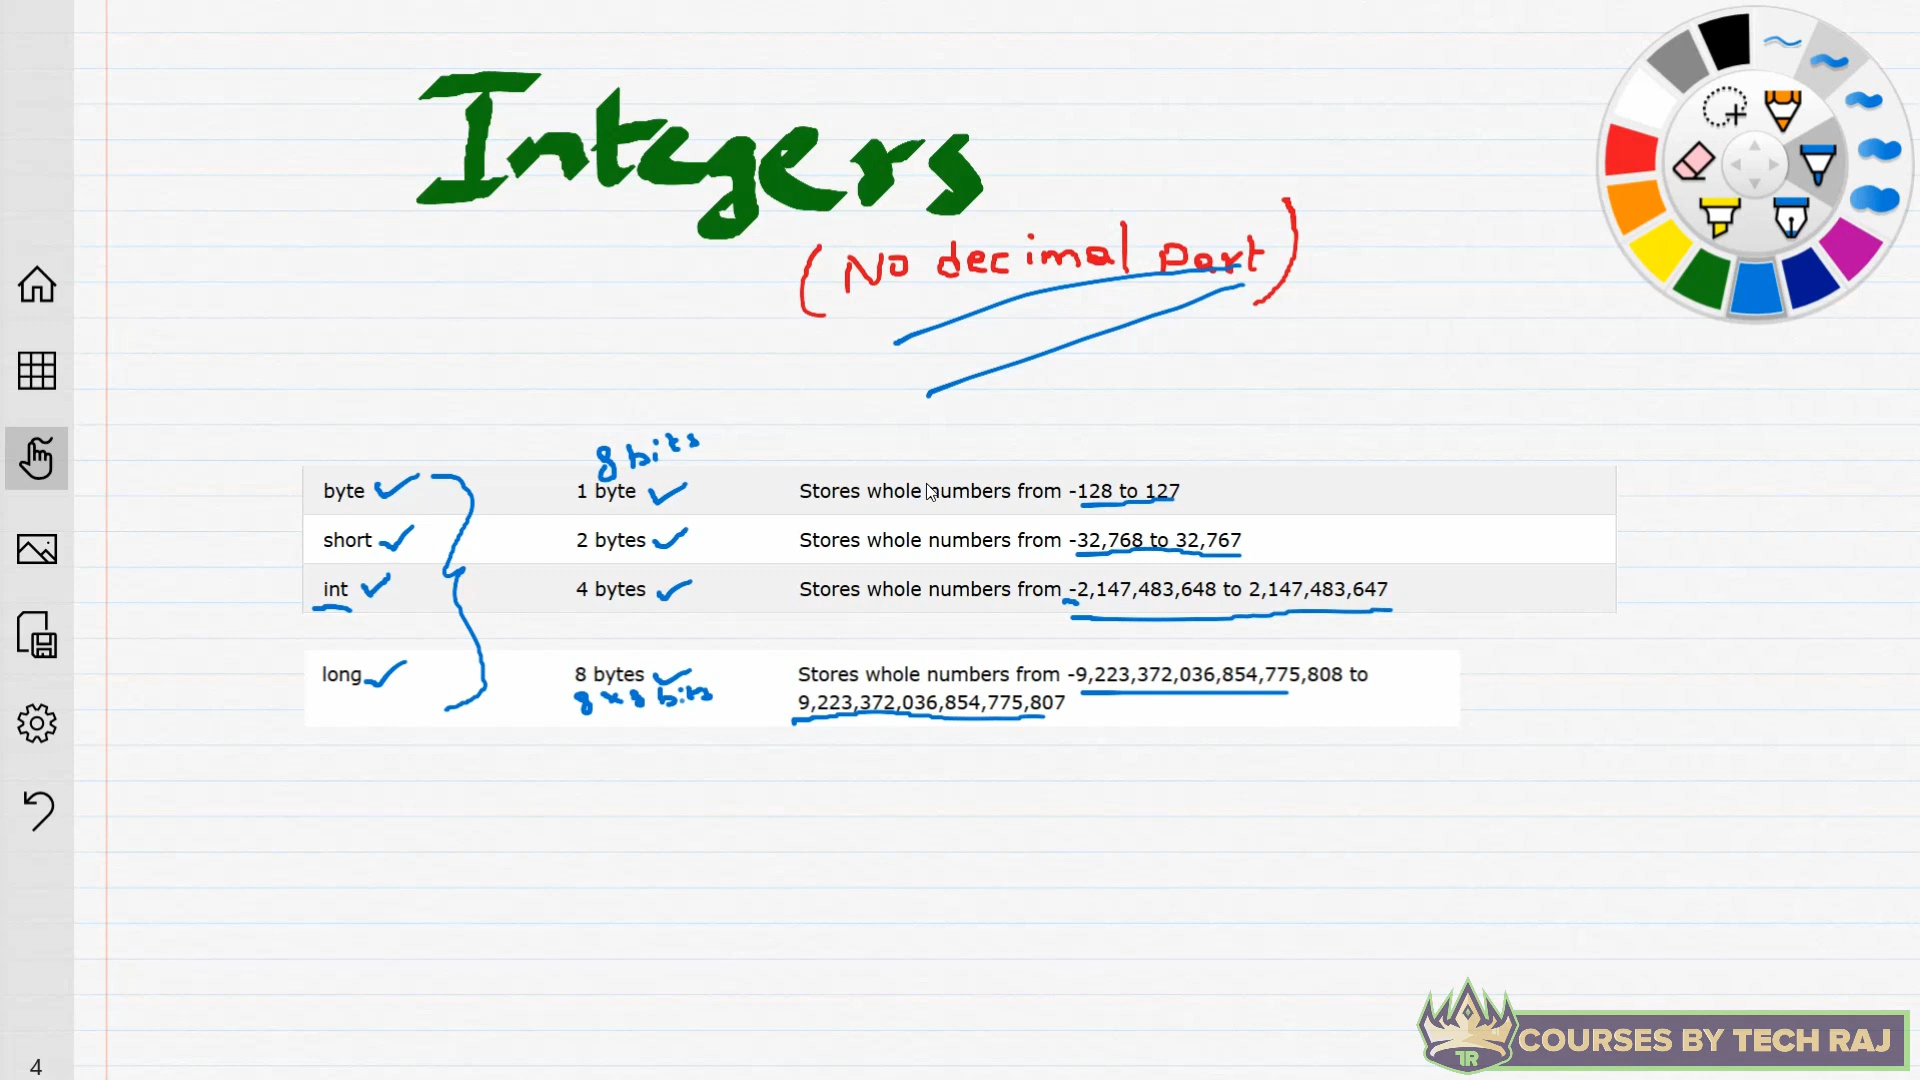 Integers
(No decimal part)
8 bits
byte 1 byte Stores whole numbers from -128 to 127
short 2 bytes Stores whole numbers from -32,768 to 32,767
int 4 bytes Stores whole numbers from -2,147,483,648 to 2,147,483,647
long 8 bytes Stores whole numbers from -9,223,372,036,854,775,808 to
8 x 8 bits 9,223,372,036,854,775,807
TR COURSES BY TECH RAJ
4